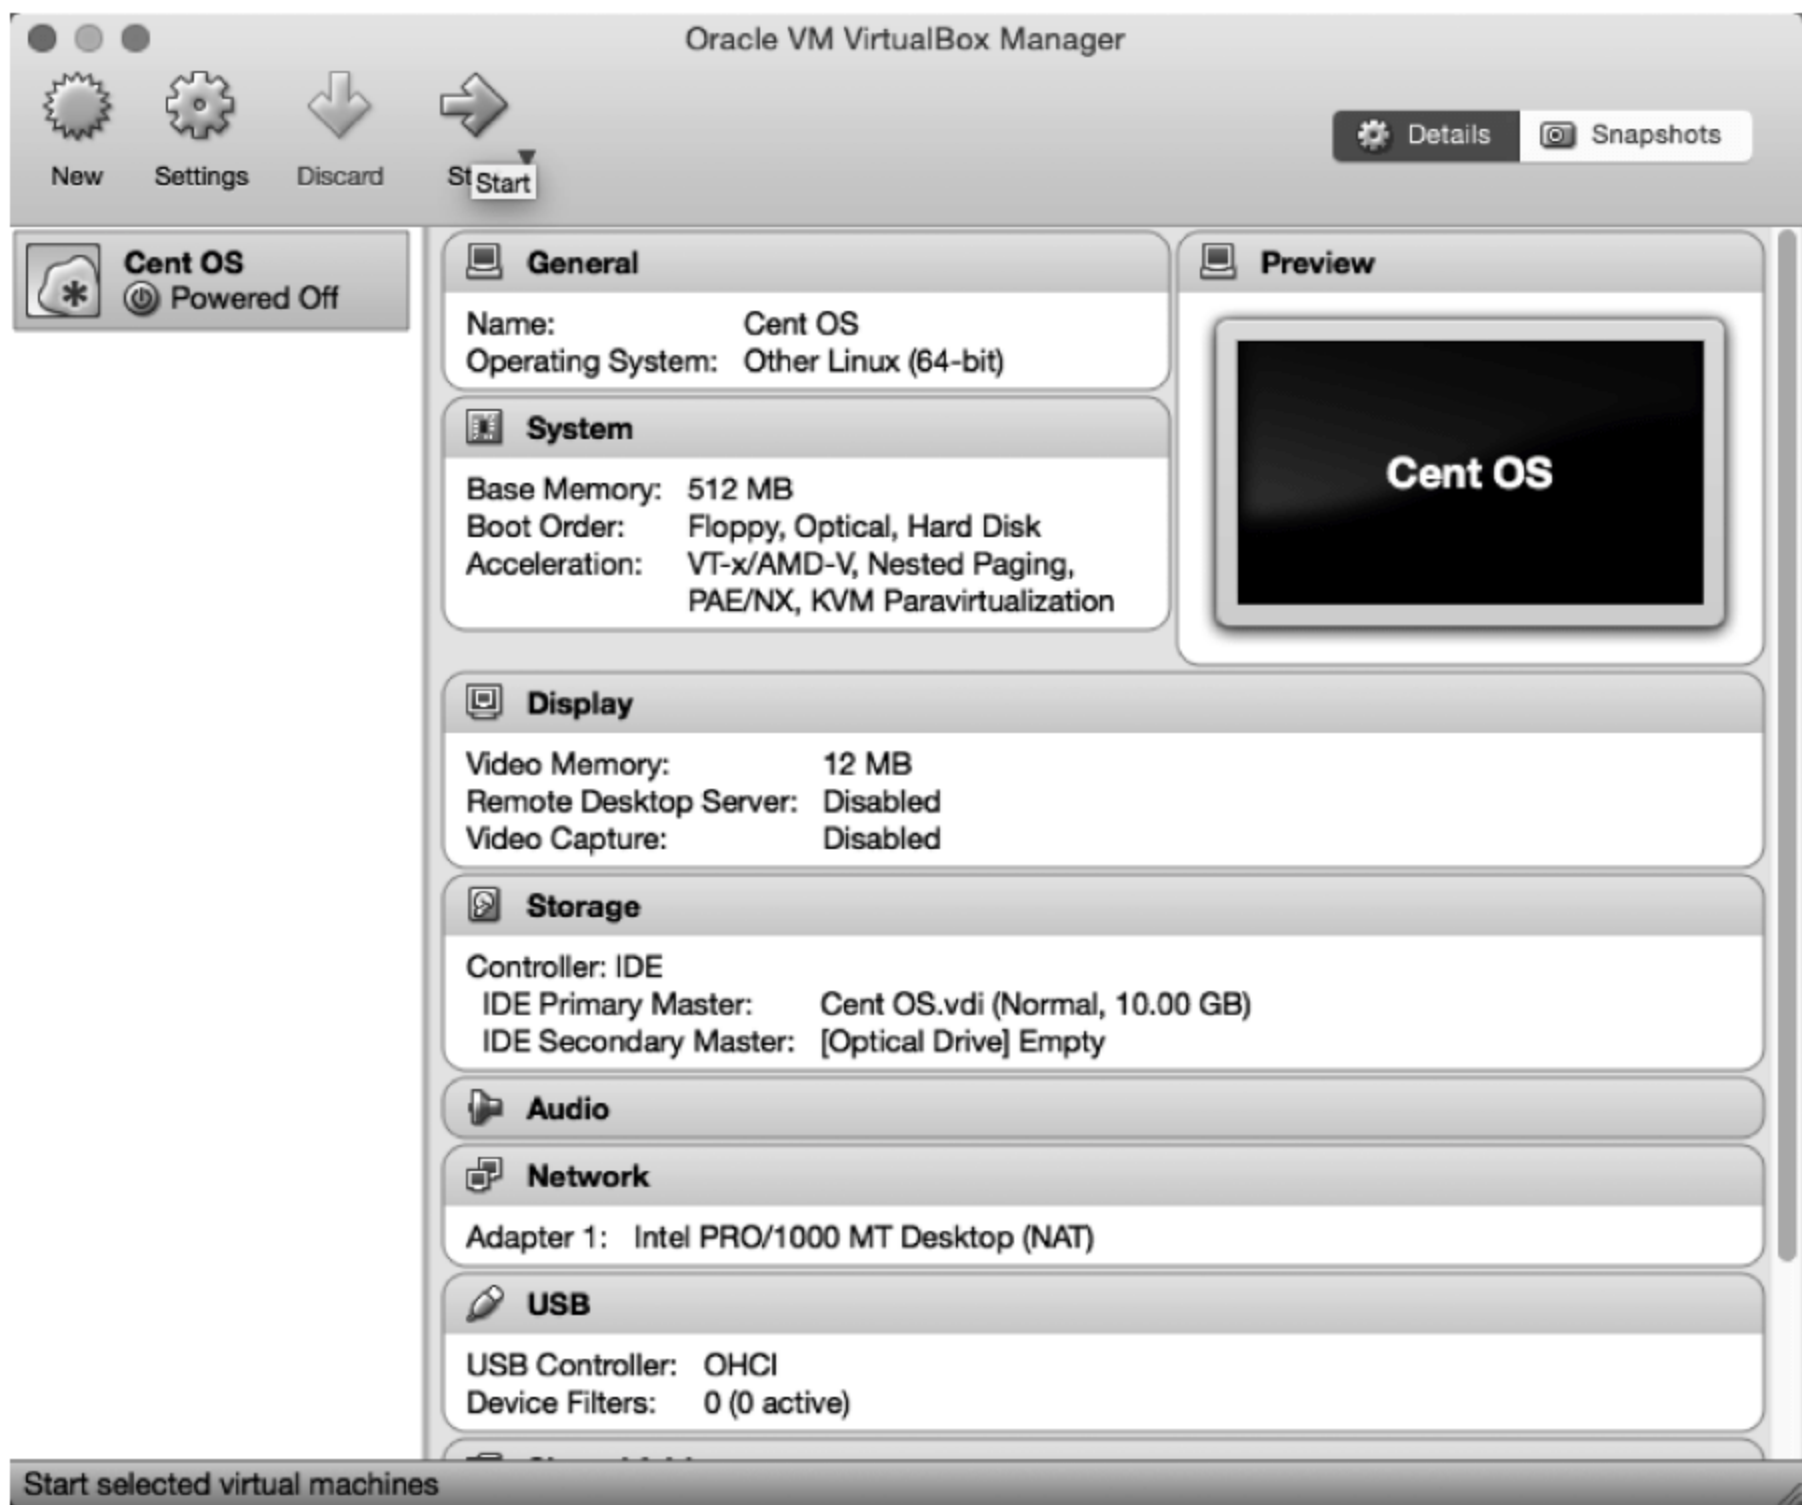 Oracle VM VirtualBox Manager
New
Settings
Discard
St
Start
Details
Snapshots
Cent OS
Powered Off
General
Name: Cent OS
Operating System: Other Linux (64-bit)
Preview
Cent OS
System
Base Memory: 512 MB
Boot Order: Floppy, Optical, Hard Disk
Acceleration: VT-x/AMD-V, Nested Paging,
PAE/NX, KVM Paravirtualization
Display
Video Memory: 12 MB
Remote Desktop Server: Disabled
Video Capture: Disabled
Storage
Controller: IDE
IDE Primary Master: Cent OS.vdi (Normal, 10.00 GB)
IDE Secondary Master: [Optical Drive] Empty
Audio
Network
Adapter 1: Intel PRO/1000 MT Desktop (NAT)
USB
USB Controller: OHCI
Device Filters: 0 (0 active)
Start selected virtual machines